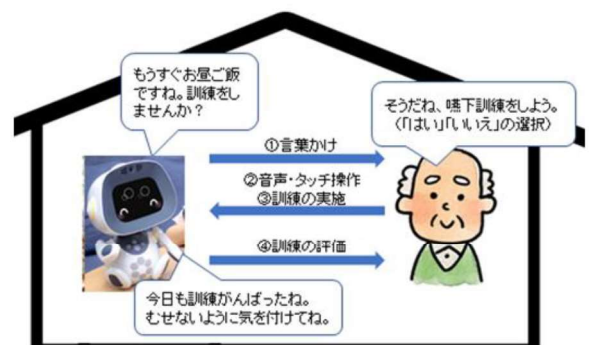 もうすぐお昼ご飯
ですね。訓練をし
ませんか？
そうだね、嚥下訓練をしよう。
（「はい」「いいえ」の選択）
①言葉かけ
②音声・タッチ操作
③訓練の実施
④訓練の評価
今日も訓練がんばったね。
むせないように気を付けてね。